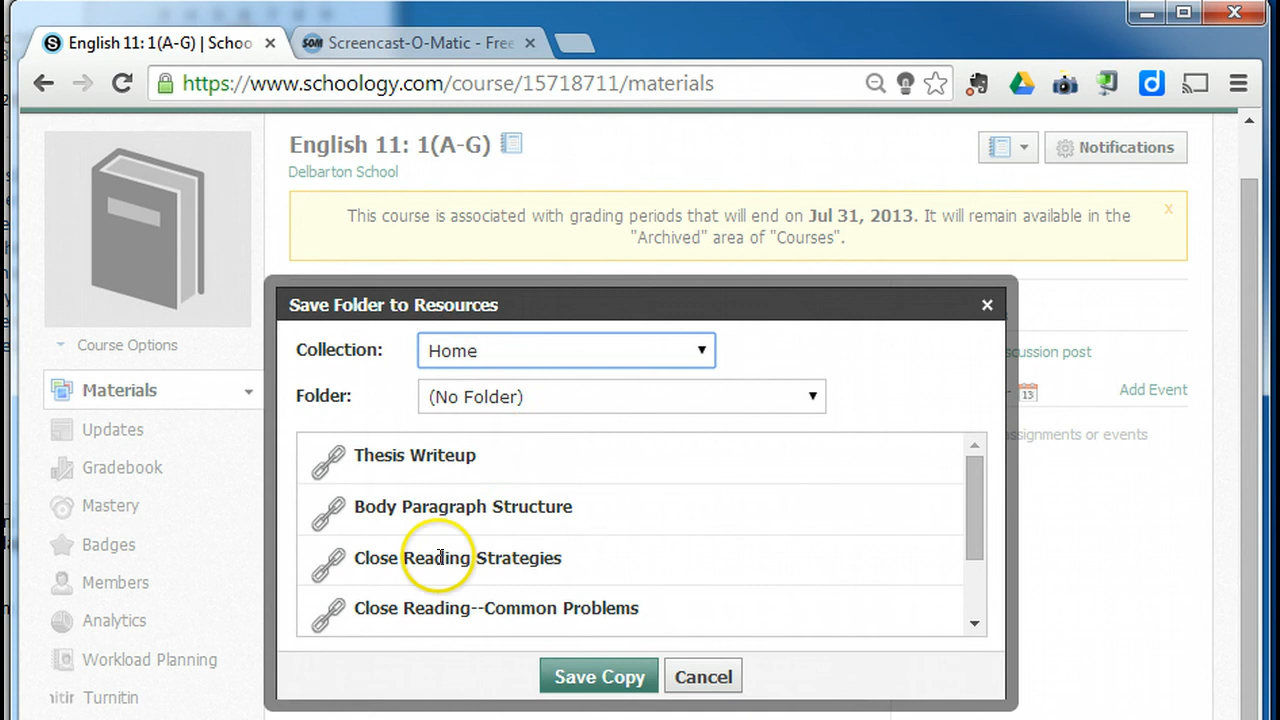 English 11: 1(A-G) | Schoo
SOM Screencast-O-Matic - Free
https://www.schoology.com/course/15718711/materials
English 11: 1(A-G)
Notifications
Delbarton School
This course is associated with grading periods that will end on Jul 31, 2013. It will remain available in the
"Archived" area of "Courses".
x
Save Folder to Resources
Collection: Home
Folder: (No Folder)
Thesis Writeup
Body Paragraph Structure
Close Reading Strategies
Close Reading--Common Problems
Save Copy
Cancel
Course Options
Materials
Updates
Gradebook
Mastery
Badges
Members
Analytics
Workload Planning
Turnitin
scussion post
13
Add Event
ssignments or events